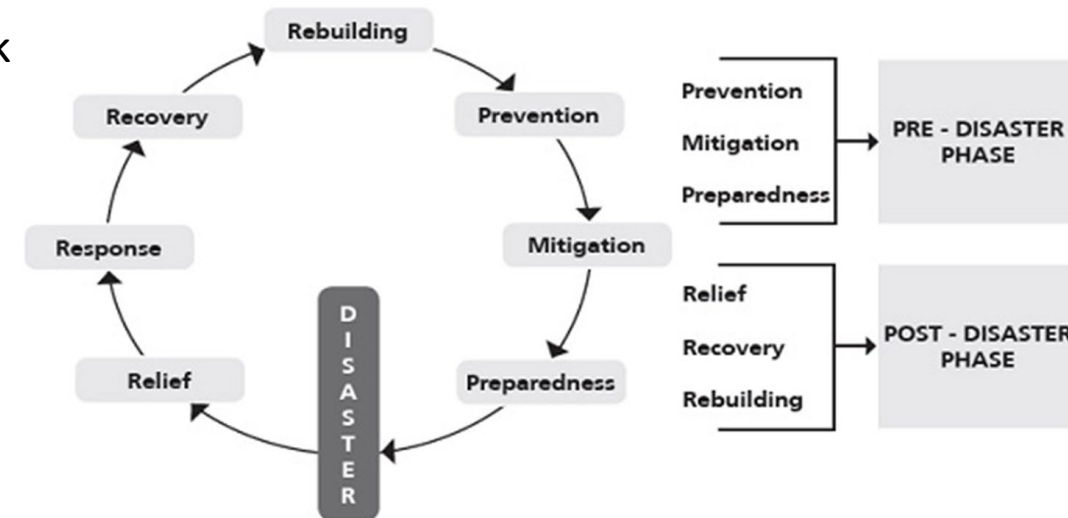 k
Rebuilding
Recovery
Prevention
Response
Mitigation
Relief
Preparedness
DISASTER
Prevention
Mitigation
Preparedness
PRE - DISASTER
PHASE
Relief
Recovery
Rebuilding
POST - DISASTER
PHASE